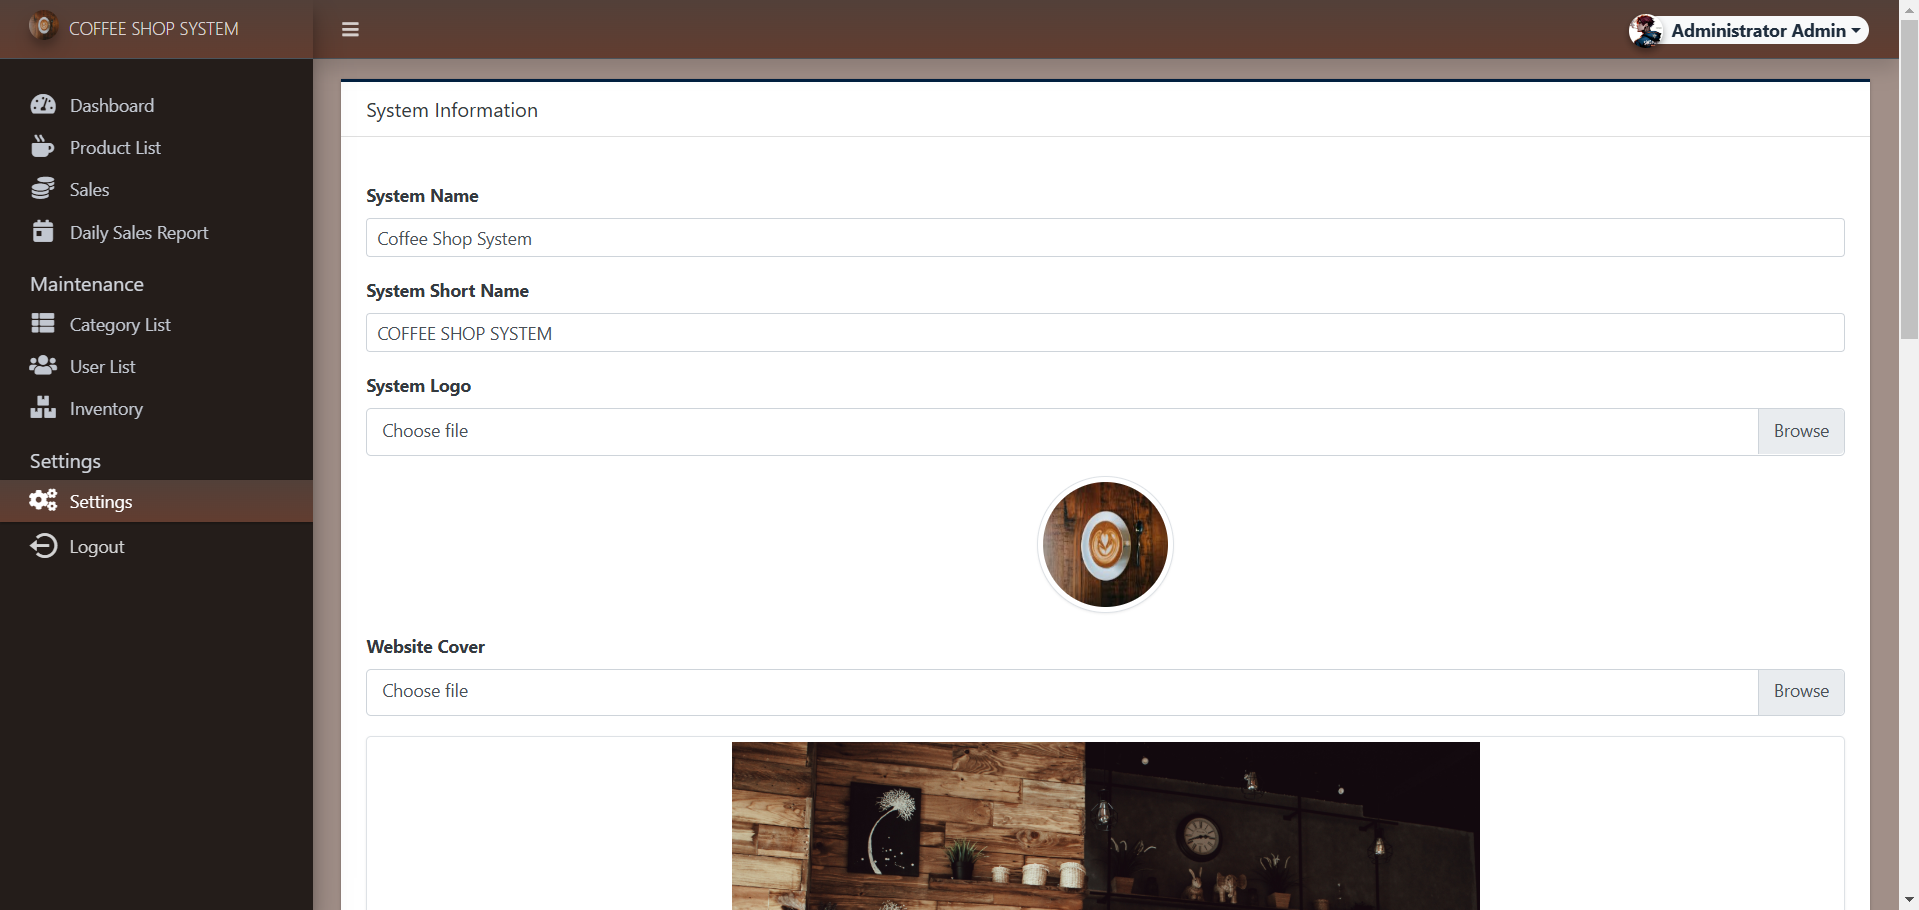 COFFEE SHOP SYSTEM
Administrator Admin
Dashboard
Product List
Sales
Daily Sales Report
Maintenance
Category List
User List
Inventory
Settings
Settings
Logout
System Information
System Name
Coffee Shop System
System Short Name
COFFEE SHOP SYSTEM
System Logo
Choose file Browse
Website Cover
Choose file Browse